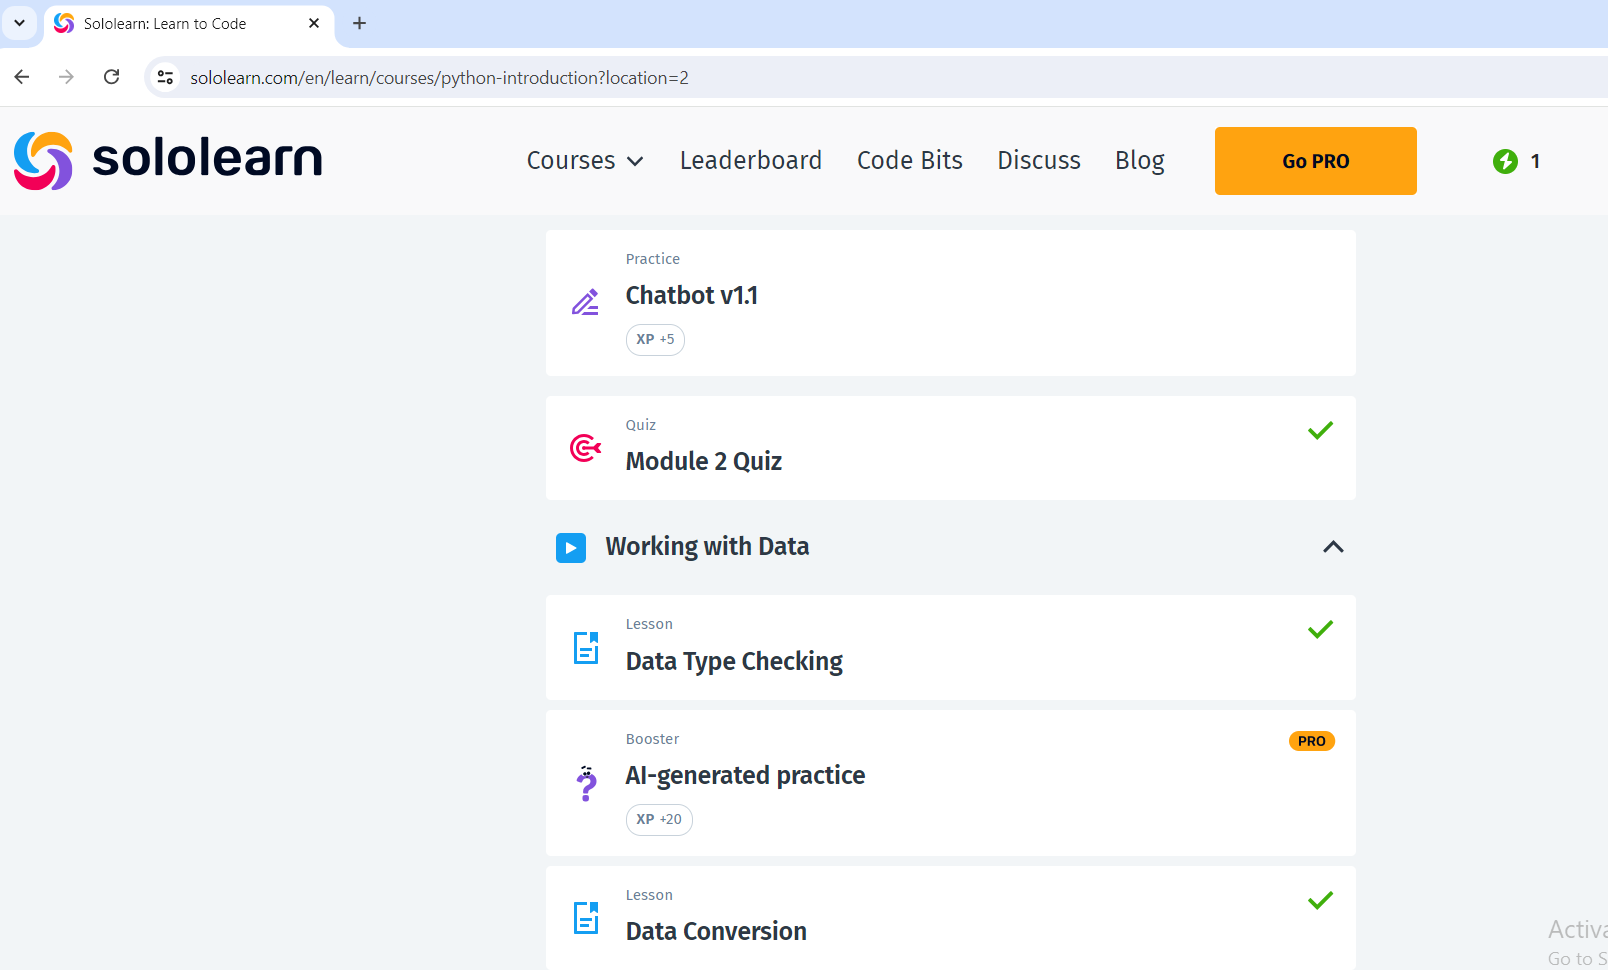 Sololearn: Learn to Code
sololearn.com/en/learn/courses/python-introduction?location=2
sololearn
Courses Leaderboard Code Bits Discuss Blog Go PRO 1
Practice
Chatbot v1.1
XP +5
Quiz
Module 2 Quiz
Working with Data
Lesson
Data Type Checking
Booster
PRO
AI-generated practice
XP +20
Lesson
Data Conversion
Activa
Go to S